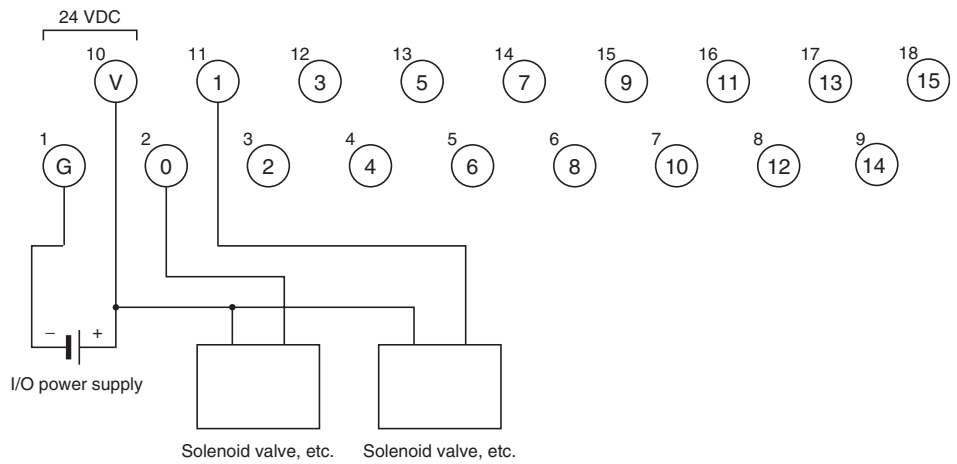 24 VDC
10 11 12 13 14 15 16 17 18
V 1 3 5 7 9 11 13 15
1 2 3 4 5 6 7 8 9
G 0 2 4 6 8 10 12 14
– +
I/O power supply
Solenoid valve, etc. Solenoid valve, etc.